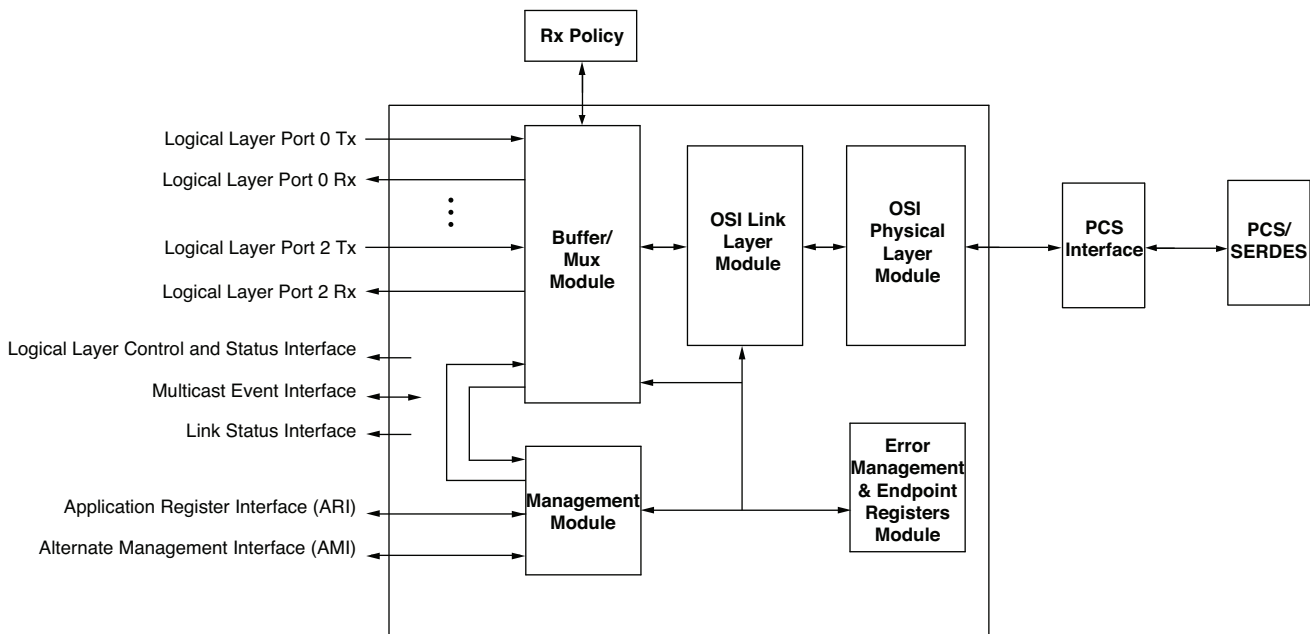 Rx Policy
Logical Layer Port 0 Tx
Logical Layer Port 0 Rx
Logical Layer Port 2 Tx
Logical Layer Port 2 Rx
Logical Layer Control and Status Interface
Multicast Event Interface
Link Status Interface
Application Register Interface (ARI)
Alternate Management Interface (AMI)
Buffer/
Mux
Module
OSI Link
Layer
Module
OSI
Physical
Layer
Module
PCS
Interface
PCS/
SERDES
Management
Module
Error
Management
& Endpoint
Registers
Module